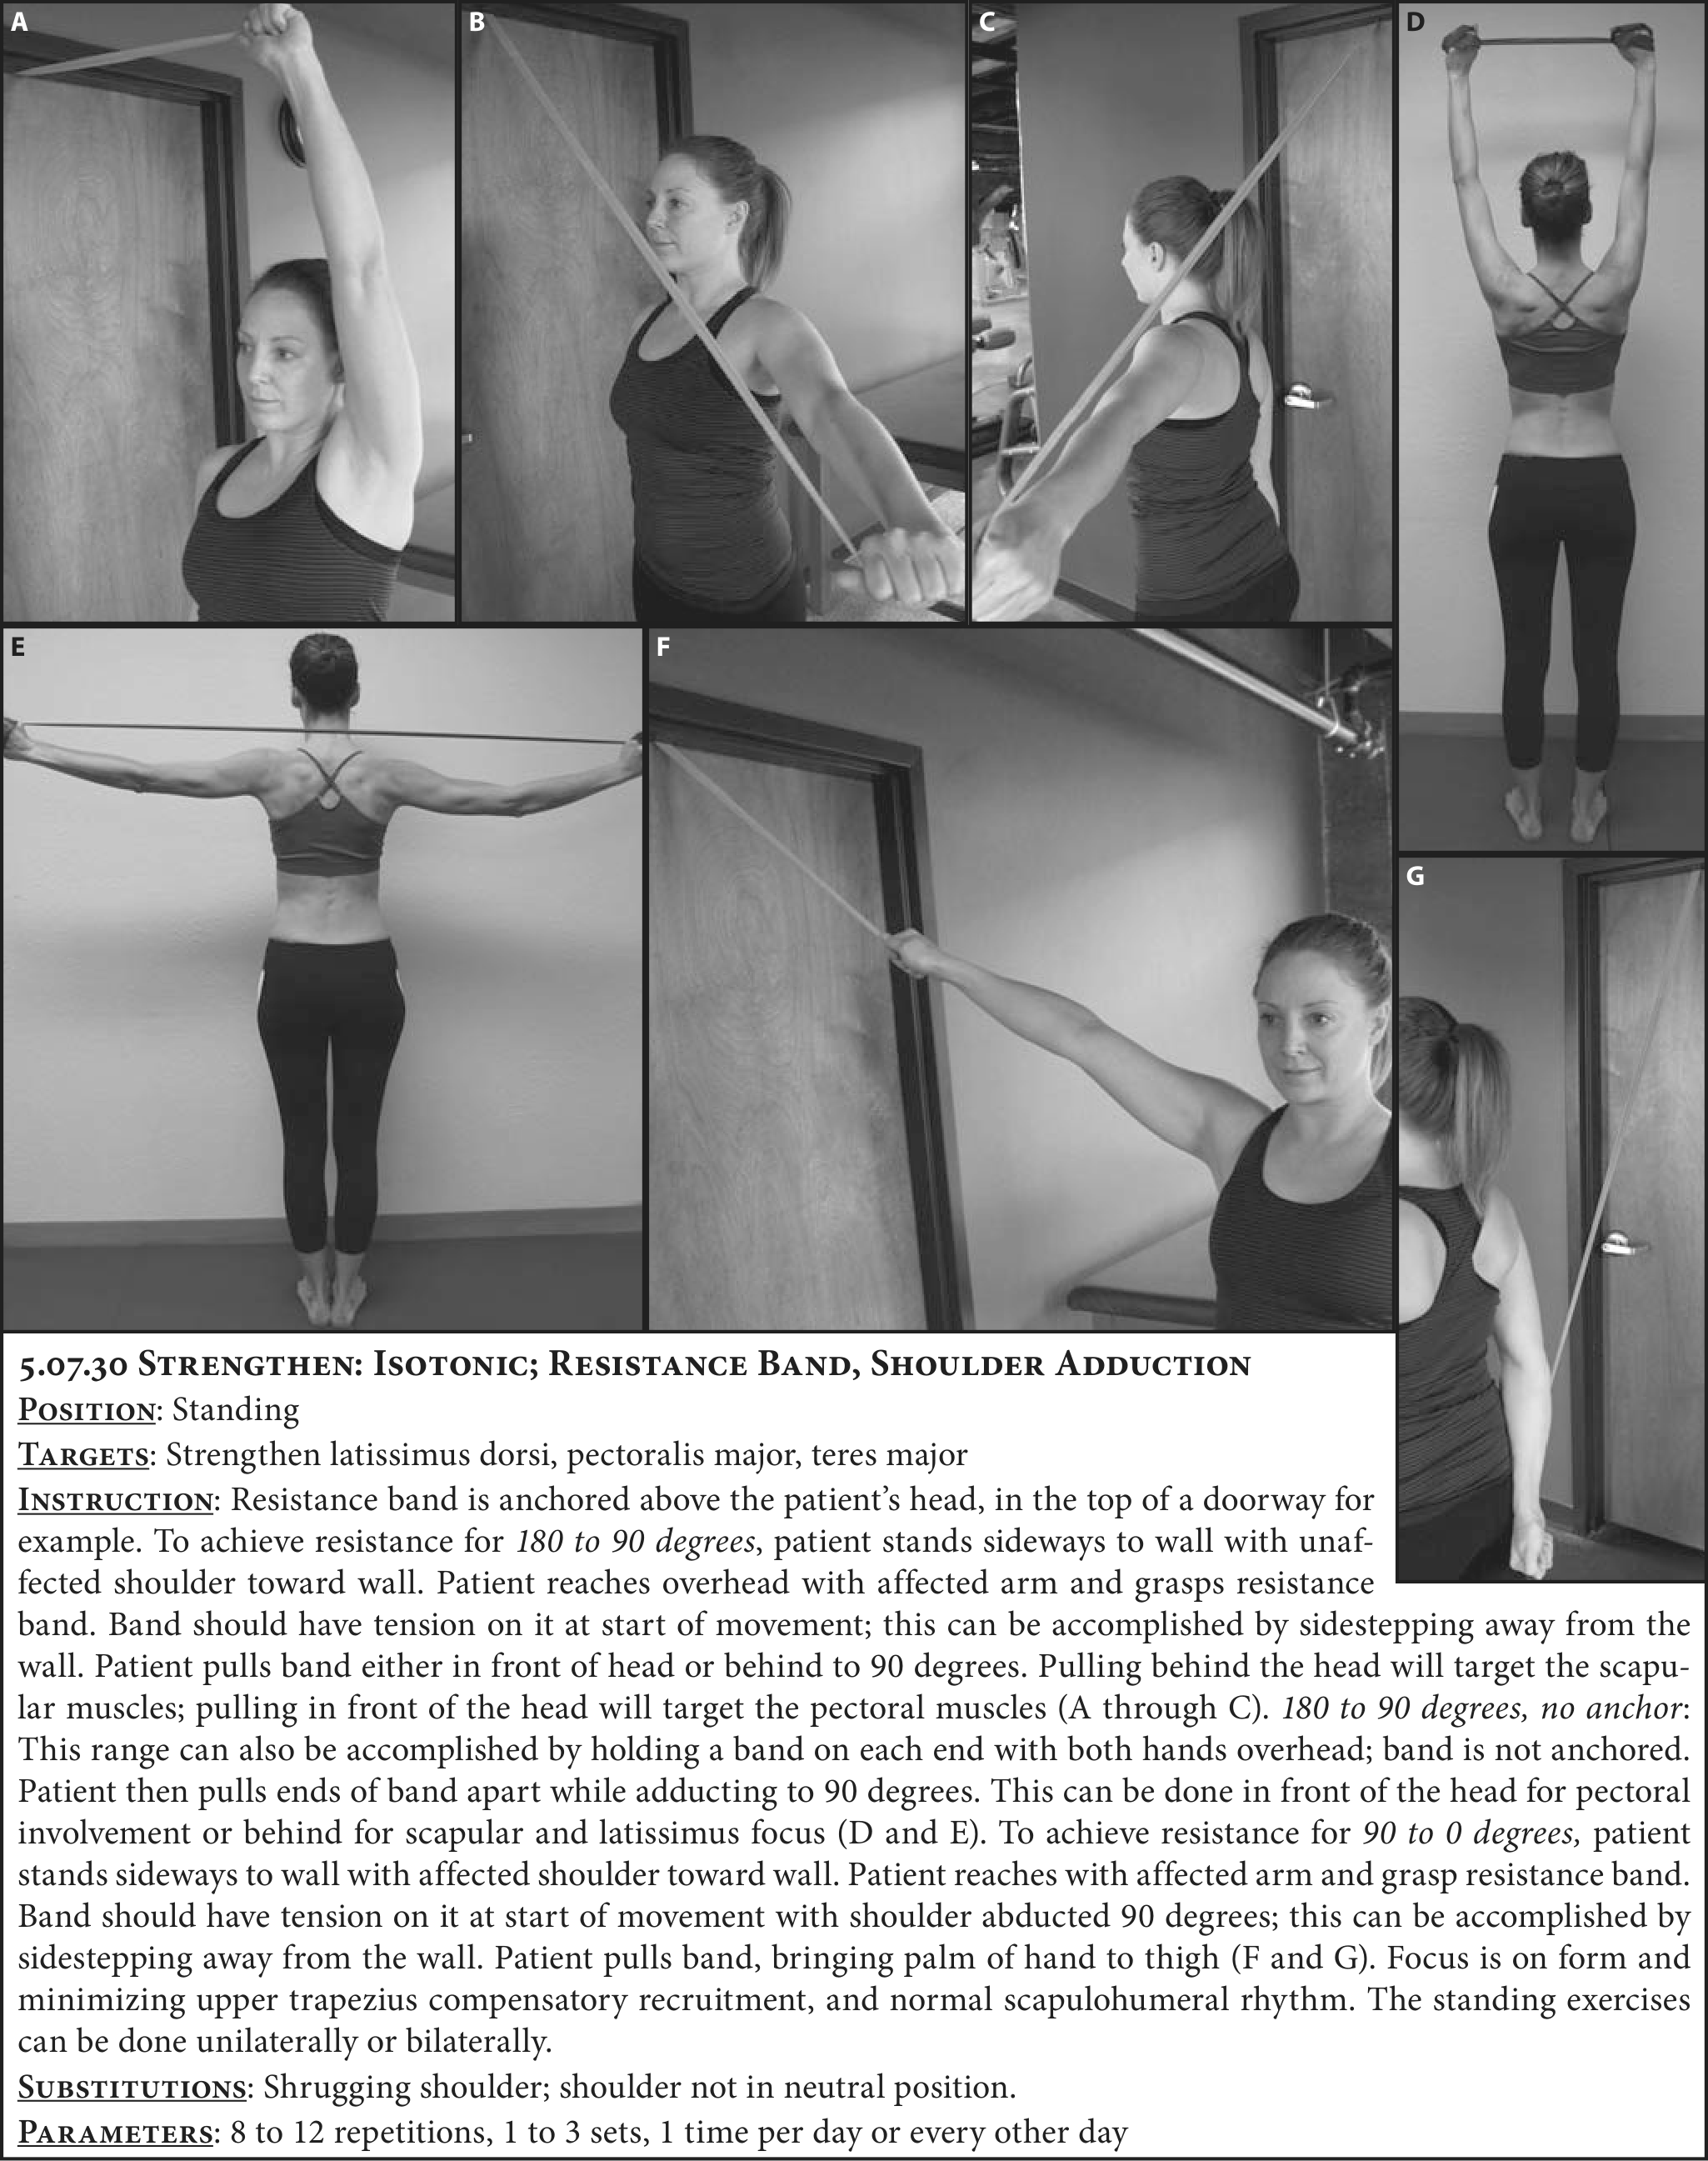 A
B
C
D
E
F
G
5.07.30 Strengthen: Isotonic; Resistance Band, Shoulder Adduction
Position: Standing
Targets: Strengthen latissimus dorsi, pectoralis major, teres major
Instruction: Resistance band is anchored above the patient’s head, in the top of a doorway for
example. To achieve resistance for 180 to 90 degrees, patient stands sideways to wall with unaf-
fected shoulder toward wall. Patient reaches overhead with affected arm and grasps resistance
band. Band should have tension on it at start of movement; this can be accomplished by sidestepping away from the
wall. Patient pulls band either in front of head or behind to 90 degrees. Pulling behind the head will target the scapu-
lar muscles; pulling in front of the head will target the pectoral muscles (A through C). 180 to 90 degrees, no anchor:
This range can also be accomplished by holding a band on each end with both hands overhead; band is not anchored.
Patient then pulls ends of band apart while adducting to 90 degrees. This can be done in front of the head for pectoral
involvement or behind for scapular and latissimus focus (D and E). To achieve resistance for 90 to 0 degrees, patient
stands sideways to wall with affected shoulder toward wall. Patient reaches with affected arm and grasp resistance band.
Band should have tension on it at start of movement with shoulder abducted 90 degrees; this can be accomplished by
sidestepping away from the wall. Patient pulls band, bringing palm of hand to thigh (F and G). Focus is on form and
minimizing upper trapezius compensatory recruitment, and normal scapulohumeral rhythm. The standing exercises
can be done unilaterally or bilaterally.
Substitutions: Shrugging shoulder; shoulder not in neutral position.
Parameters: 8 to 12 repetitions, 1 to 3 sets, 1 time per day or every other day